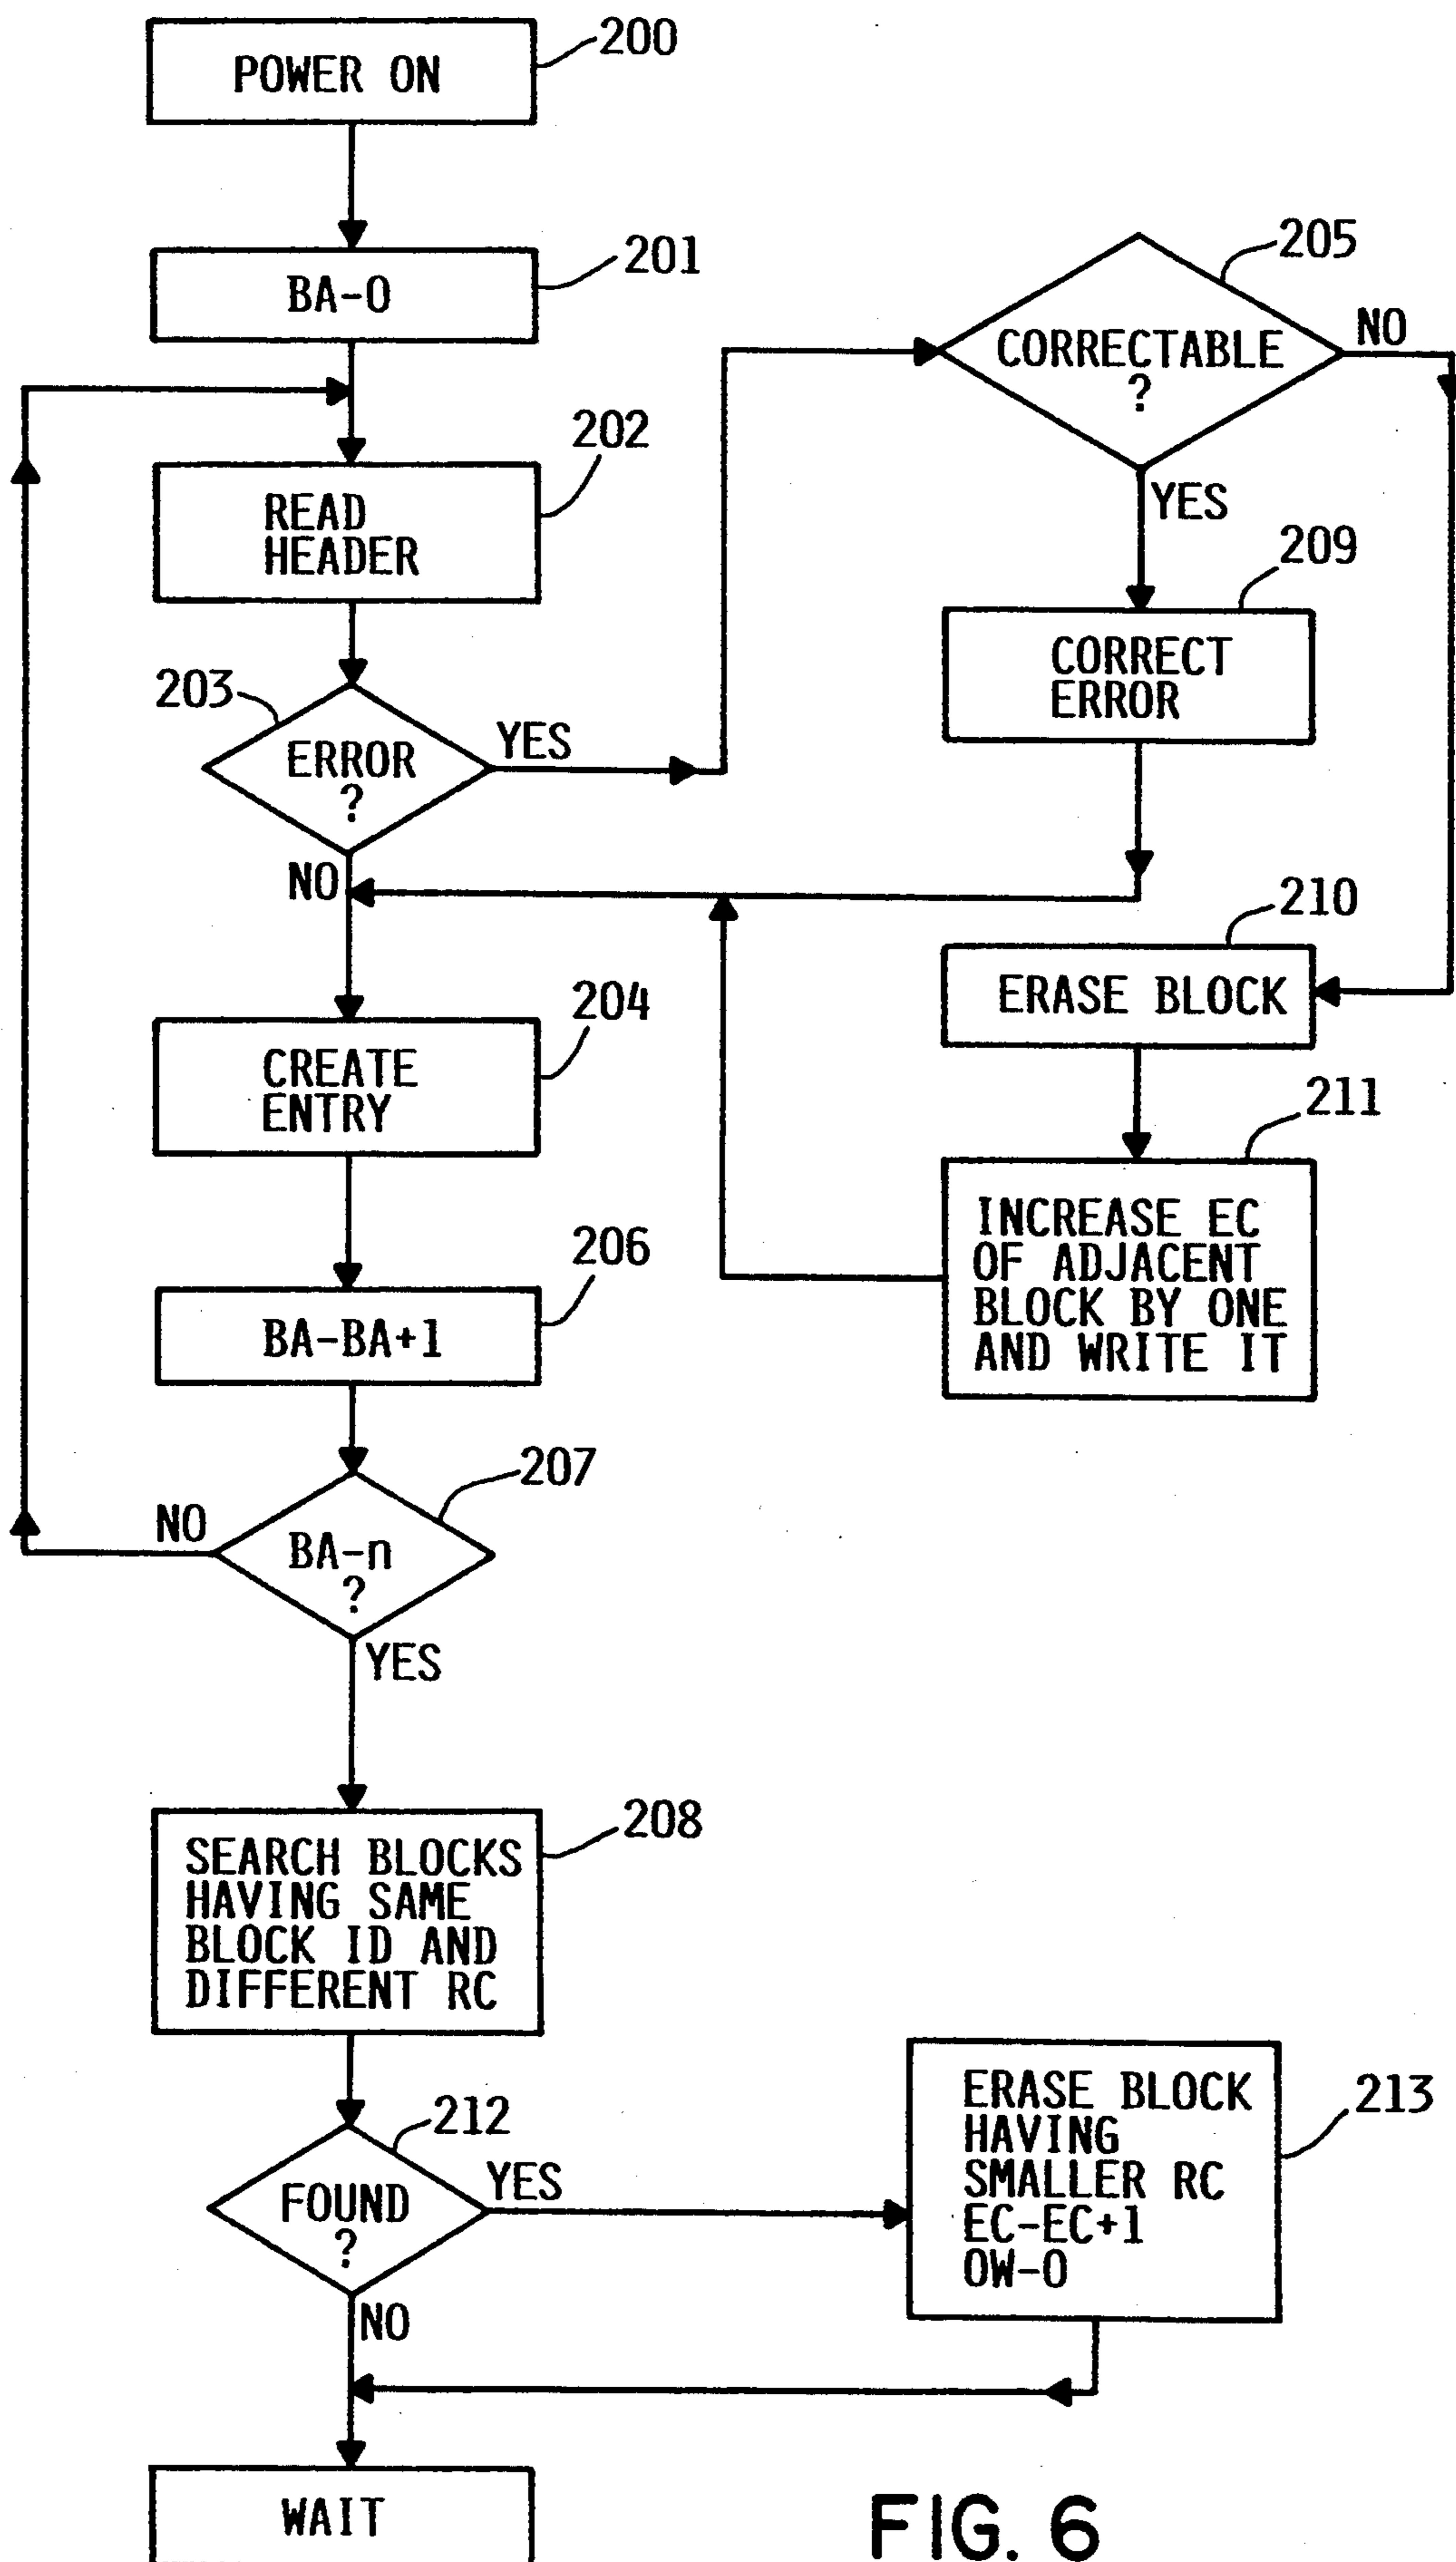 200
POWER ON
201
BA-0
202
READ
HEADER
203
ERROR
?
YES
NO
205
CORRECTABLE
?
NO
YES
209
CORRECT
ERROR
210
ERASE BLOCK
211
INCREASE EC
OF ADJACENT
BLOCK BY ONE
AND WRITE IT
204
CREATE
ENTRY
206
BA-BA+1
207
BA-n
?
NO
YES
208
SEARCH BLOCKS
HAVING SAME
BLOCK ID AND
DIFFERENT RC
212
FOUND
?
YES
NO
213
ERASE BLOCK
HAVING
SMALLER RC
EC-EC+1
OW-0
WAIT
FIG. 6